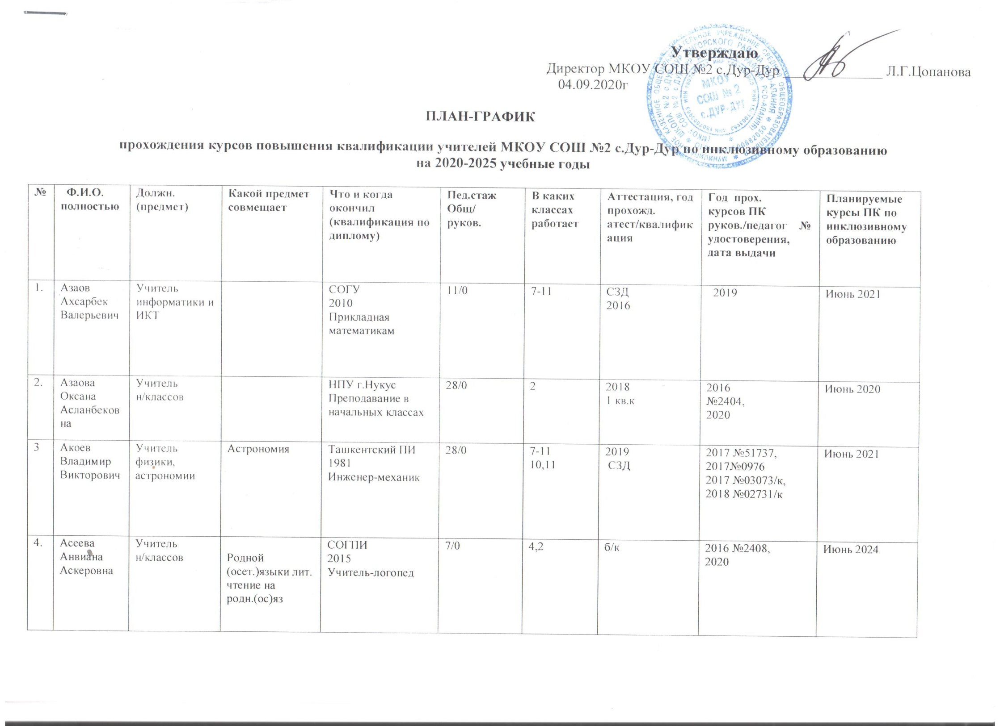 Утверждаю
Директор МКОУ СОШ №2 с.Дур-Дур ______________ Л.Г.Цопанова
04.09.2020г
МКОУ
СОШ № 2
с.ДУР-ДУР
ПЛАН-ГРАФИК
прохождения курсов повышения квалификации учителей МКОУ СОШ №2 с.Дур-Дур по инклюзивному образованию
на 2020-2025 учебные годы
№
Ф.И.О.
полностью
Должн.
(предмет)
Какой предмет
совмещает
Что и когда
окончил
(квалификация по
диплому)
Пед.стаж
Общ/
руков.
В каких
классах
работает
Аттестация, год
прохожд.
атест/квалифик
ация
Год прох.
курсов ПК
руков./педагог №
удостоверения,
дата выдачи
Планируемые
курсы ПК по
инклюзивному
образованию
1.
Азаов
Ахсарбек
Валерьевич
Учитель
информатики и
ИКТ
СОГУ
2010
Прикладная
математикам
11/0
7-11
СЗД
2016
2019
Июнь 2021
2.
Азаова
Оксана
Асланбеков
на
Учитель
н/классов
НПУ г.Нукус
Преподавание в
начальных классах
28/0
2
2018
1 кв.к
2016
№2404,
2020
Июнь 2020
3
Акоев
Владимир
Викторович
Учитель
физики,
астрономии
Астрономия
Ташкентский ПИ
1981
Инженер-механик
28/0
7-11
10,11
2019
СЗД
2017 №51737,
2017№0976
2017 №03073/к,
2018 №02731/к
Июнь 2021
4.
Асеева
Анвиана
Аскеровна
Учитель
н/классов
Родной
(осет.)языки лит.
чтение на
родн.(ос)яз
СОГПИ
2015
Учитель-логопед
7/0
4,2
б/к
2016 №2408,
2020
Июнь 2024